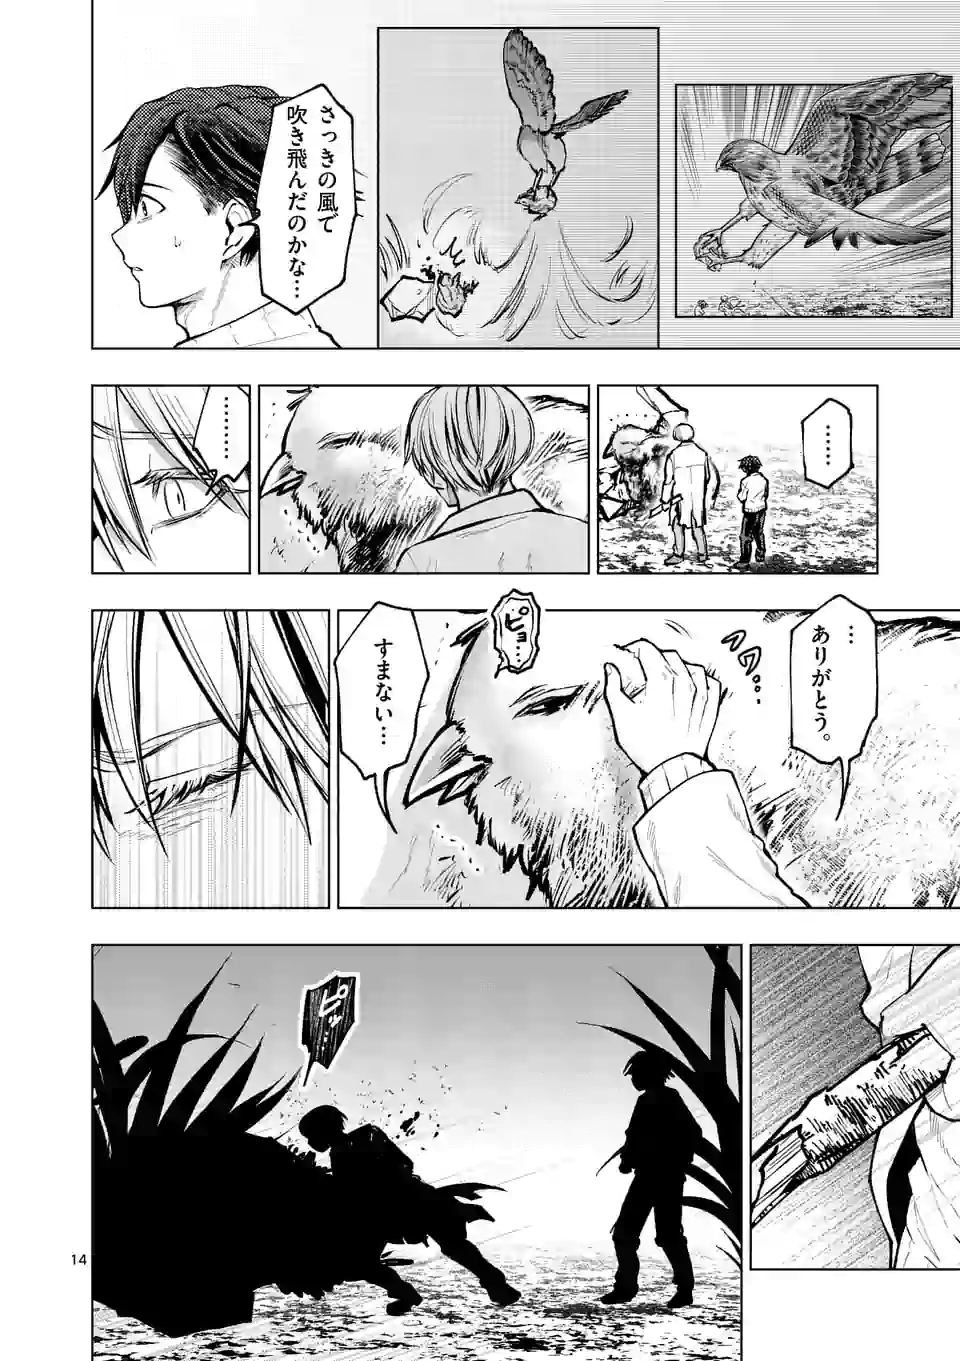 さっきの風で
吹き飛んだのかな…
……
………
…
ありがとう。
フワ…
ピョ…
すまない…
ピッ…
14